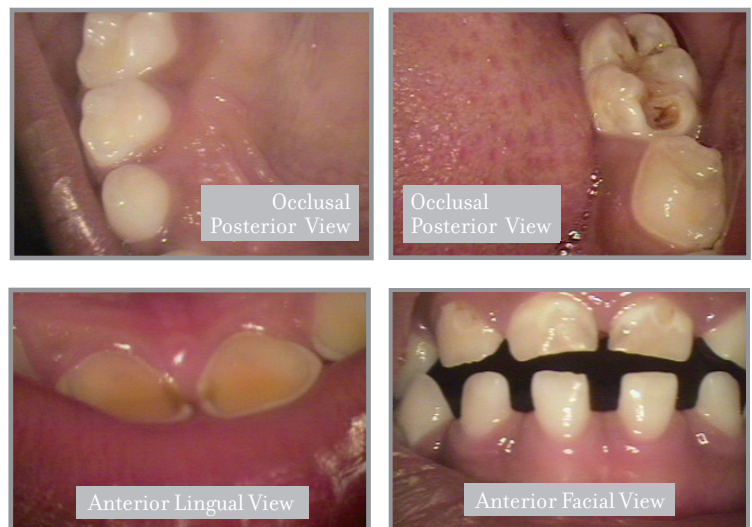 Occlusal
Posterior View
Occlusal
Posterior View
Anterior Lingual View
Anterior Facial View